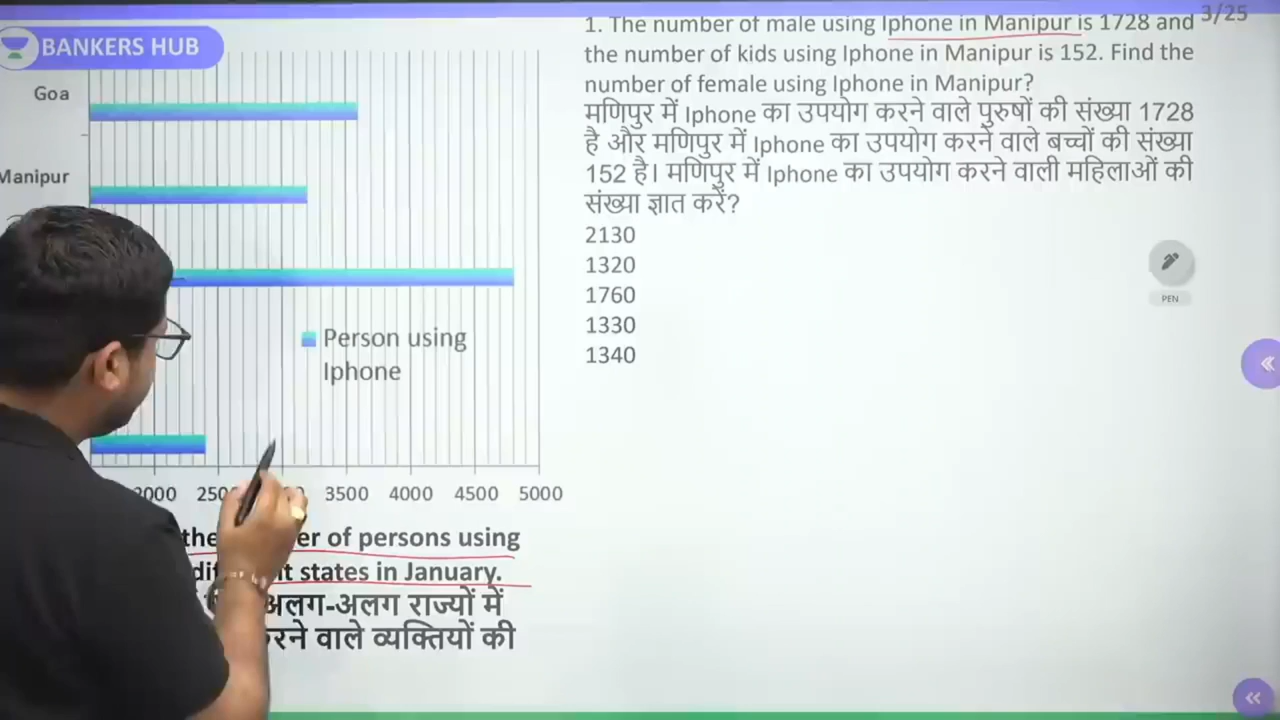 BANKERS HUB
Goa
Manipur
Person using
Iphone
2000 3500 4000 4500 5000
of persons using
states in January.
अलग-अलग राज्यों में
वाले व्यक्तियों की
3/25
1. The number of male using Iphone in Manipur is 1728 and
the number of kids using Iphone in Manipur is 152. Find the
number of female using Iphone in Manipur?
मणिपुर में Iphone का उपयोग करने वाले पुरुषों की संख्या 1728
है और मणिपुर में Iphone का उपयोग करने वाले बच्चों की संख्या
152 है। मणिपुर में Iphone का उपयोग करने वाली महिलाओं की
संख्या ज्ञात करें?
2130
1320
1760
1330
1340
PEN